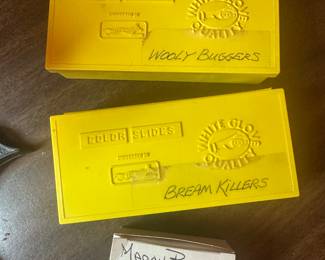 WHITE GLOVE
QUALITY
WOOLY BUGGERS
COLOR SLIDES
WHITE GLOVE
QUALITY
BREAM KILLERS